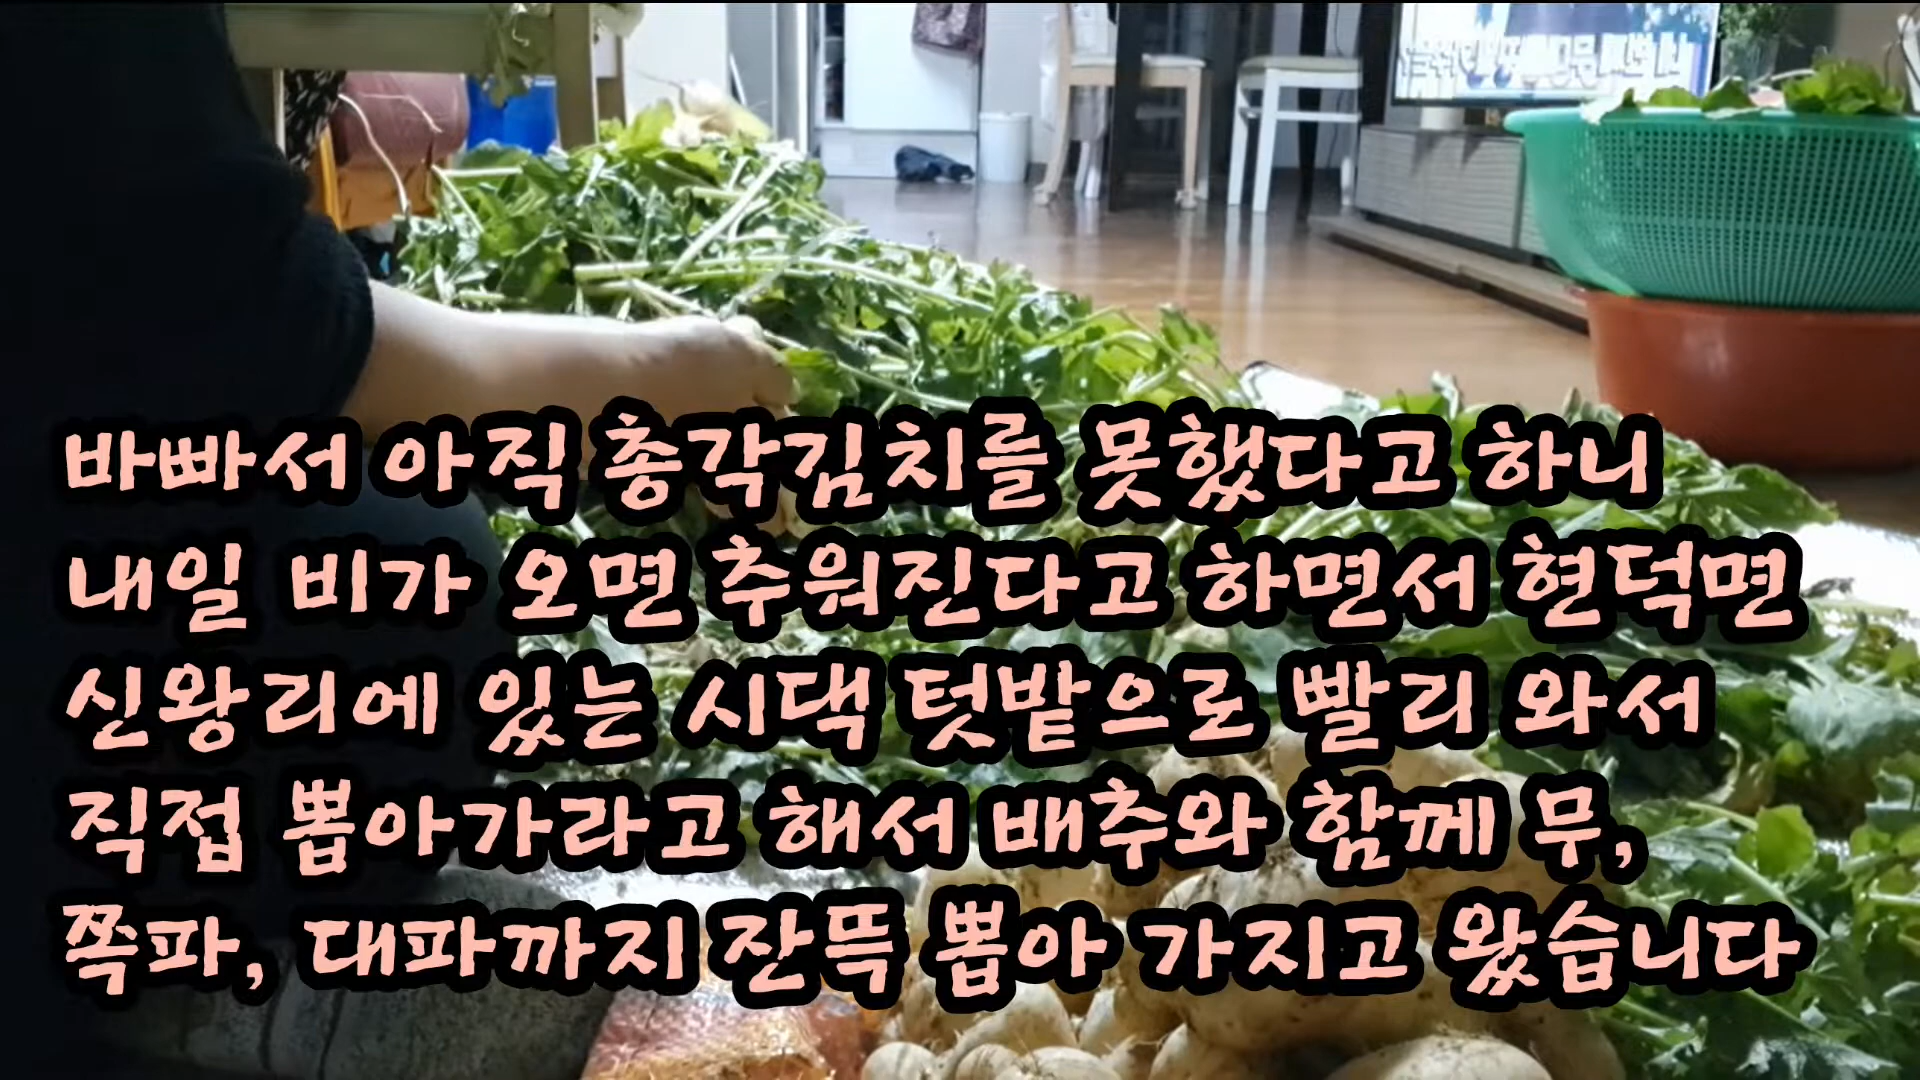 바빠서 아직 총각김치를 못했다고 하니
내일 비가 오면 추워진다고 하면서 현덕면
신왕리에 있는 시댁 텃밭으로 빨리 와서
직접 뽑아가라고 해서 배추와 함께 무,
쪽파, 대파까지 잔뜩 뽑아 가지고 왔습니다